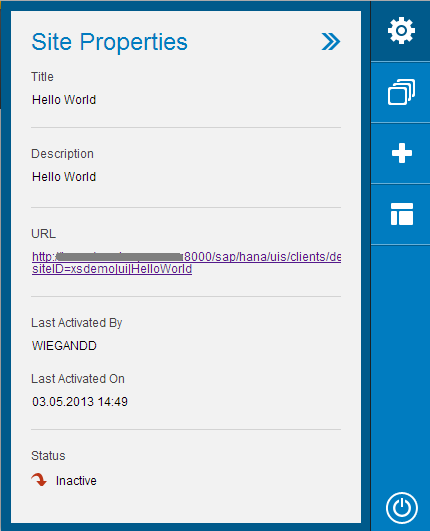 Site Properties
Title
Hello World
Description
Hello World
URL
http: 8000/sap/hana/uis/clients/de
siteID=xsdemo|ui|HelloWorld
Last Activated By
WIEGANDD
Last Activated On
03.05.2013 14:49
Status
Inactive